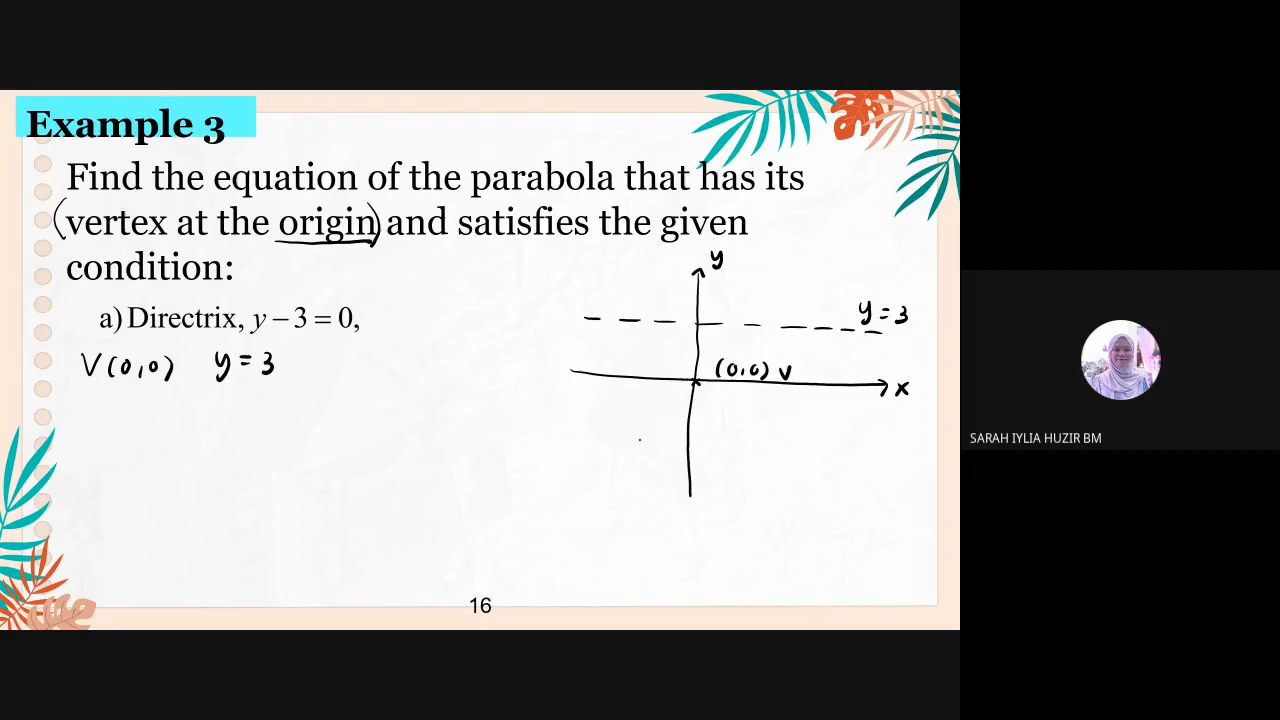 Example 3
Find the equation of the parabola that has its
(vertex at the origin) and satisfies the given
condition:
a) Directrix, y − 3 = 0,
V(0,0) y = 3
y
y = 3
(0,0) V
x
16
SARAH IYLIA HUZIR BM